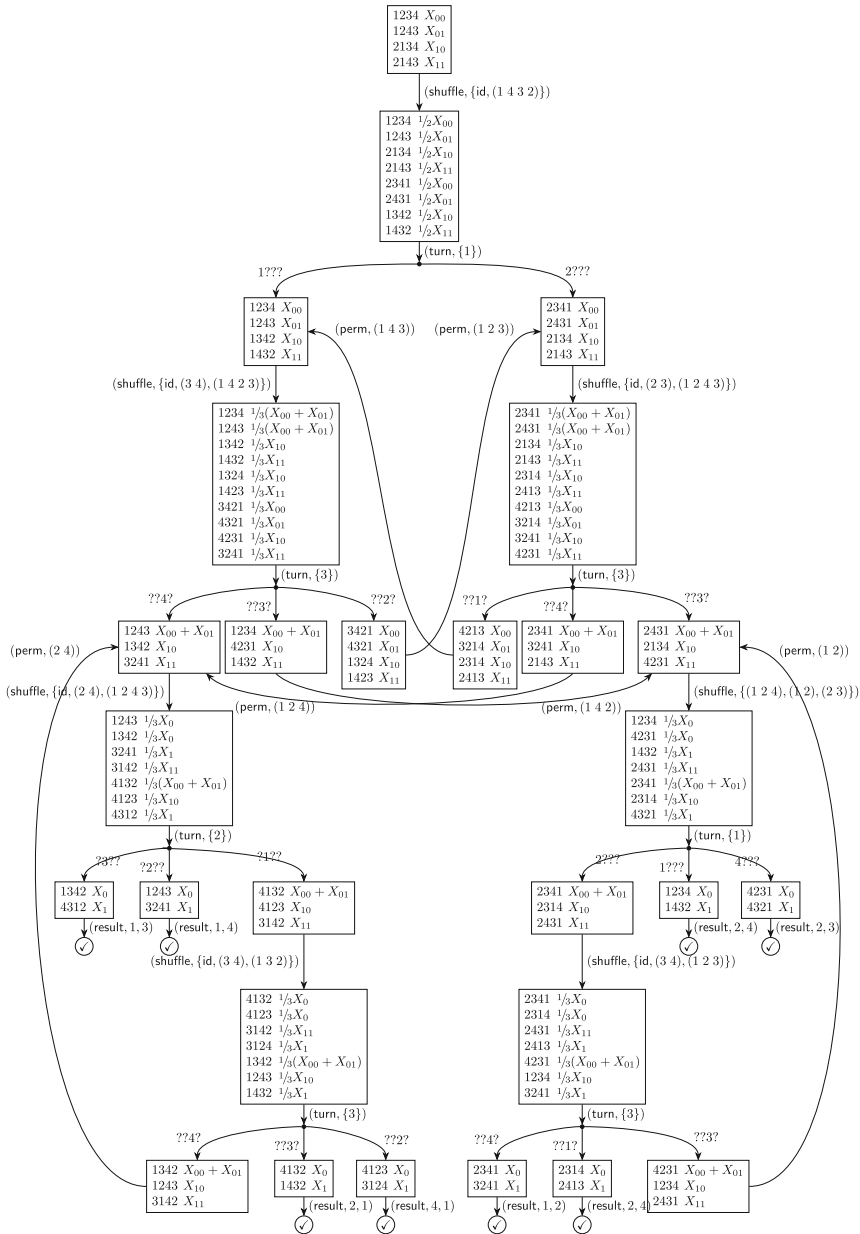 1234 X₀₀
1243 X₀₁
2134 X₁₀
2143 X₁₁
(shuffle, {id, (1 4 3 2)})
1234 ½X₀₀
1243 ½X₀₁
2134 ½X₁₀
2143 ½X₁₁
2341 ½X₀₀
2431 ½X₀₁
1342 ½X₁₀
1432 ½X₁₁
(turn, {1})
1???
2???
1234 X₀₀
1243 X₀₁
1342 X₁₀
1432 X₁₁
(perm, (1 4 3))
(perm, (1 2 3))
2341 X₀₀
2431 X₀₁
2134 X₁₀
2143 X₁₁
(shuffle, {id, (3 4), (1 4 2 3)})
(shuffle, {id, (2 3), (1 2 4 3)})
1234 ⅓(X₀₀ + X₀₁)
1243 ⅓(X₀₀ + X₀₁)
1342 ⅓X₁₀
1432 ⅓X₁₁
1324 ⅓X₁₀
1423 ⅓X₁₁
3421 ⅓X₀₀
4321 ⅓X₀₁
4231 ⅓X₁₀
3241 ⅓X₁₁
2341 ⅓(X₀₀ + X₀₁)
2431 ⅓(X₀₀ + X₀₁)
2134 ⅓X₁₀
2143 ⅓X₁₁
2314 ⅓X₁₀
2413 ⅓X₁₁
4213 ⅓X₀₀
3214 ⅓X₀₁
3241 ⅓X₁₀
4231 ⅓X₁₁
(turn, {3})
(turn, {3})
??4?
??3?
??2?
??1?
??4?
??3?
1243 X₀₀ + X₀₁
1342 X₁₀
3241 X₁₁
1234 X₀₀ + X₀₁
4231 X₁₀
1432 X₁₁
3421 X₀₀
4321 X₀₁
1324 X₁₀
1423 X₁₁
4213 X₀₀
3214 X₀₁
2314 X₁₀
2413 X₁₁
2341 X₀₀ + X₀₁
3241 X₁₀
2143 X₁₁
2431 X₀₀ + X₀₁
2134 X₁₀
4231 X₁₁
(perm, (2 4))
(perm, (1 2))
(shuffle, {id, (2 4), (1 2 4 3)})
(perm, (1 2 4))
(perm, (1 4 2))
(shuffle, {(1 2 4), (1 2), (2 3)})
1243 ⅓X₀
1342 ⅓X₀
3241 ⅓X₁
3142 ⅓X₁₁
4132 ⅓(X₀₀ + X₀₁)
4123 ⅓X₁₀
4312 ⅓X₁
1234 ⅓X₀
4231 ⅓X₀
1432 ⅓X₁
2431 ⅓X₁₁
2341 ⅓(X₀₀ + X₀₁)
2314 ⅓X₁₀
4321 ⅓X₁
(turn, {2})
(turn, {1})
?3??
?2??
?1??
2???
1???
4???
1342 X₀
4312 X₁
1243 X₀
3241 X₁
4132 X₀₀ + X₀₁
4123 X₁₀
3142 X₁₁
2341 X₀₀ + X₀₁
2314 X₁₀
2431 X₁₁
1234 X₀
1432 X₁
4231 X₀
4321 X₁
(result, 1, 3)
(result, 1, 4)
(result, 2, 4)
(result, 2, 3)
✓
✓
✓
✓
(shuffle, {id, (3 4), (1 3 2)})
(shuffle, {id, (3 4), (1 2 3)})
4132 ⅓X₀
4123 ⅓X₀
3142 ⅓X₁₁
3124 ⅓X₁
1342 ⅓(X₀₀ + X₀₁)
1243 ⅓X₁₀
1432 ⅓X₁
2341 ⅓X₀
2314 ⅓X₀
2431 ⅓X₁₁
2413 ⅓X₁
4231 ⅓(X₀₀ + X₀₁)
1234 ⅓X₁₀
3241 ⅓X₁
(turn, {3})
(turn, {3})
??4?
??3?
??2?
??4?
??1?
??3?
1342 X₀₀ + X₀₁
1243 X₁₀
3142 X₁₁
4132 X₀
1432 X₁
4123 X₀
3124 X₁
2341 X₀
3241 X₁
2314 X₀
2413 X₁
4231 X₀₀ + X₀₁
1234 X₁₀
2431 X₁₁
(result, 2, 1)
(result, 4, 1)
(result, 1, 2)
(result, 2, 4)
✓
✓
✓
✓